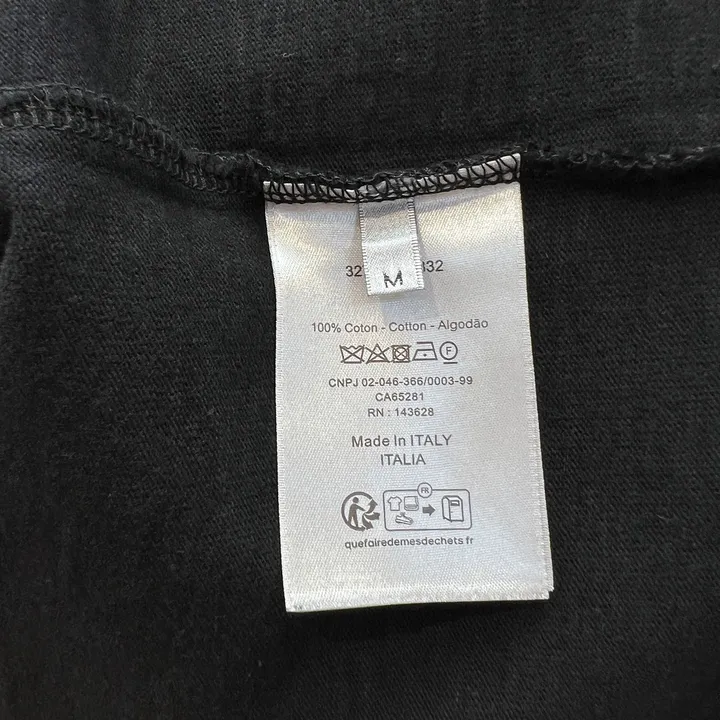 M
100% Coton - Cotton - Algodão
F
CNPJ 02-046-366/0003-99
CA65281
RN : 143628
Made In ITALY
ITALIA
FR
quefairedemesdechets.fr